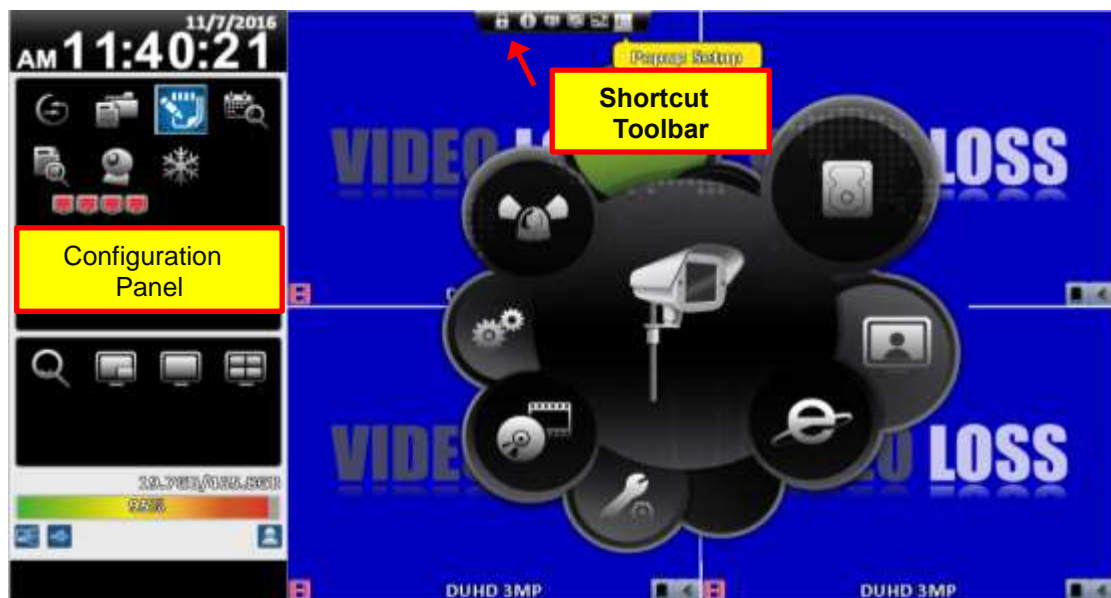 11/7/2016
AM 11:40:21
Popup Setup
Shortcut
Toolbar
VIDEO LOSS
LOSS
Configuration
Panel
VIDE
O LOSS
95%
DUHD 3MP
DUHD 3MP